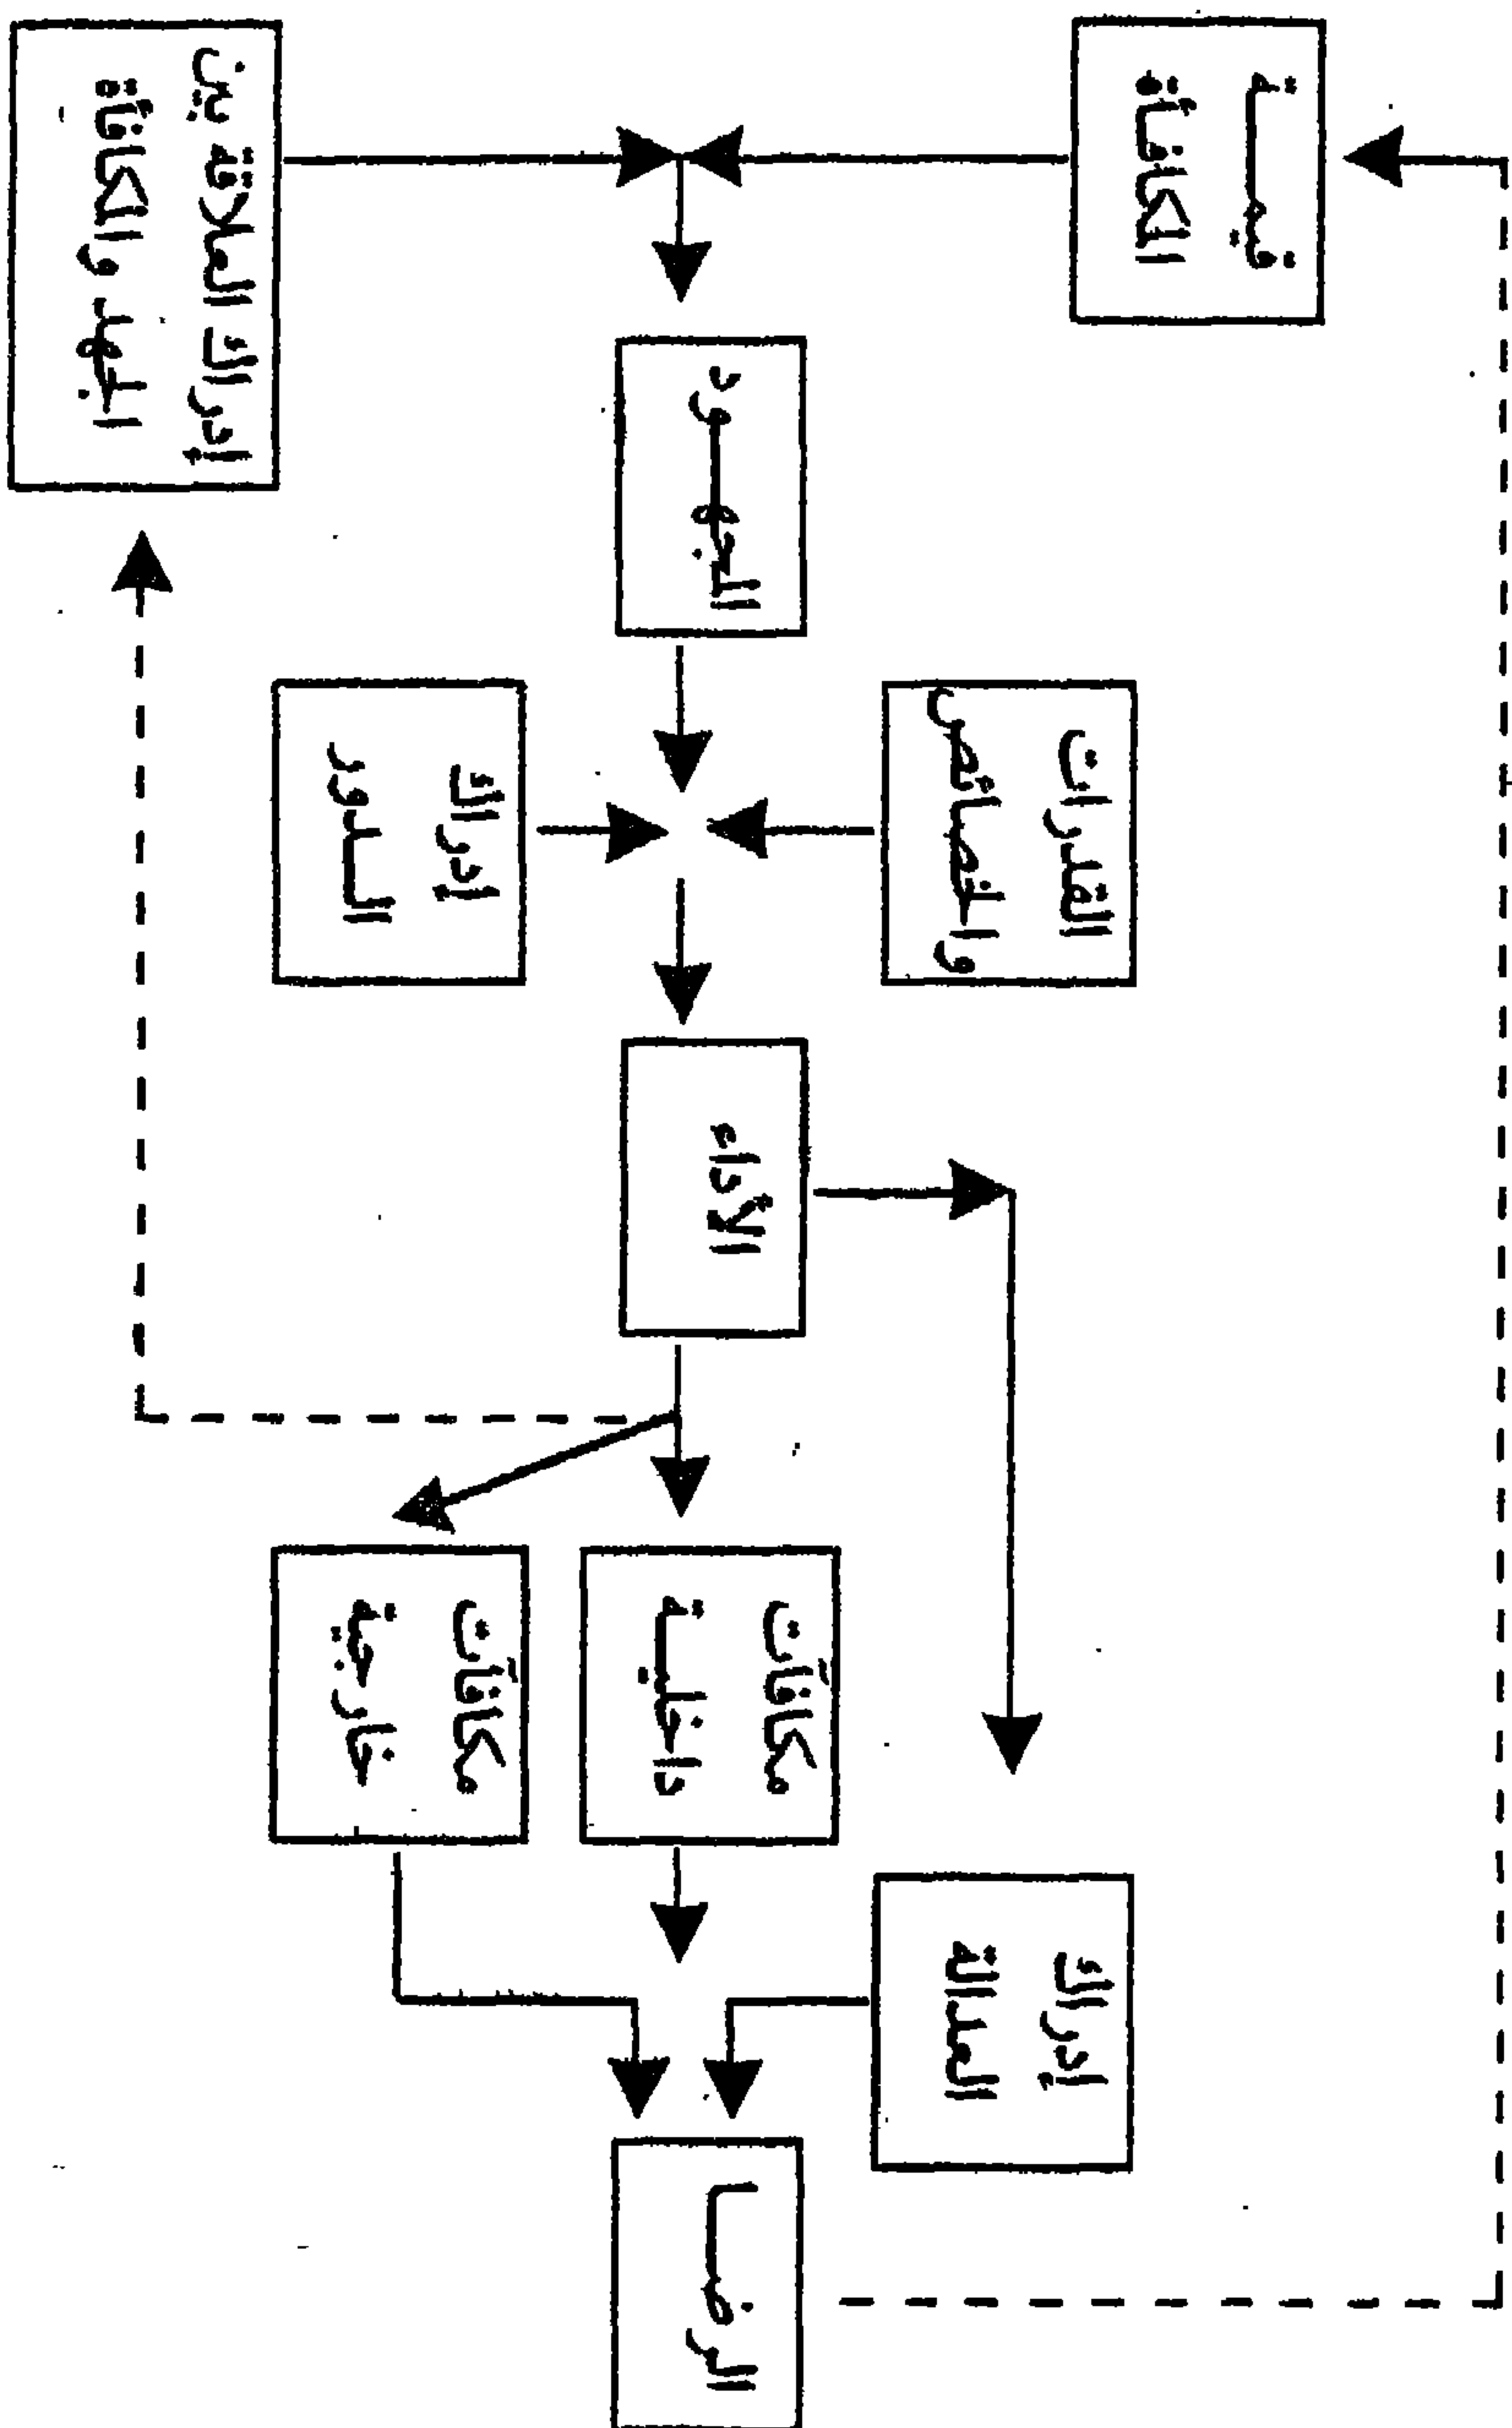 قيمة
المكافأة
إدراك العلاقة بين
الجهد والمكافأة
المجهود
القدرات
والخصائص
إدراك
الدور
الأداء
مكافآت
داخلية
مكافآت
خارجية
إدراك
العدالة
الرضا